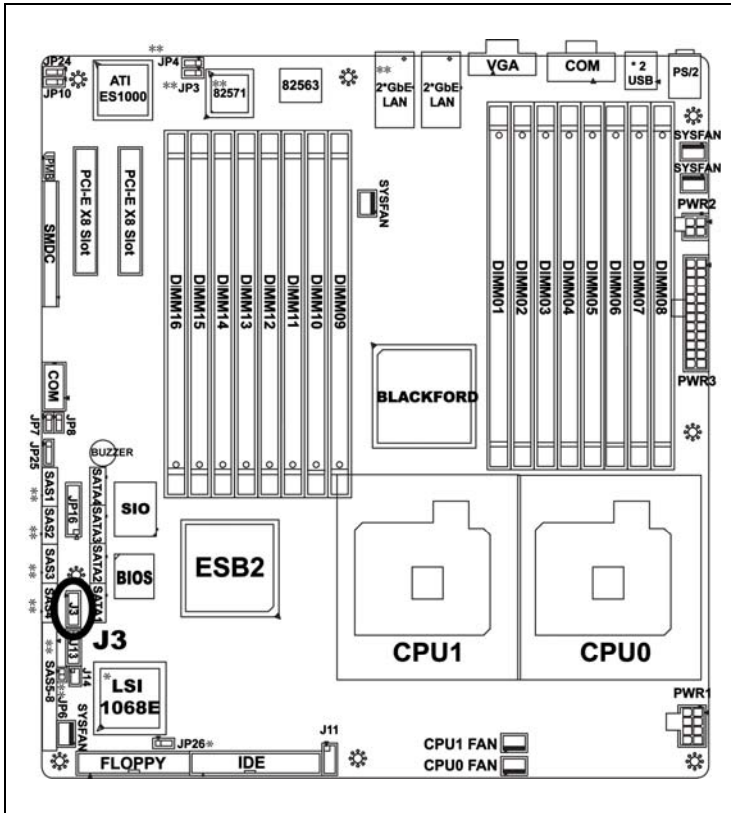 **
JP24
JP10
ATI
ES1000
JP4
**
JP3
**
82571
82563
**
2*GbE
LAN
2*GbE
LAN
VGA
COM
* 2
USB
PS/2
SYSFAN
SYSFAN
PWR2
PWR3
SMDC
PCI-E X8 Slot
PCI-E X8 Slot
DIMM16
DIMM15
DIMM14
DIMM13
DIMM12
DIMM11
DIMM10
DIMM09
SYSFAN
DIMM01
DIMM02
DIMM03
DIMM04
DIMM05
DIMM06
DIMM07
DIMM08
BLACKFORD
COM
JP7
JP8
JP25
BUZZER
SAS1
**
SAS2
**
SAS3
**
SAS4
**
JP16
SATA4
SATA3
SATA2
SATA1
SIO
BIOS
ESB2
J3
J3
J13
J14
**
SAS5-8
**
JP6
SYSFAN
*
LSI
1068E
JP26*
FLOPPY
IDE
J11
CPU1
CPU0
CPU1 FAN
CPU0 FAN
PWR1